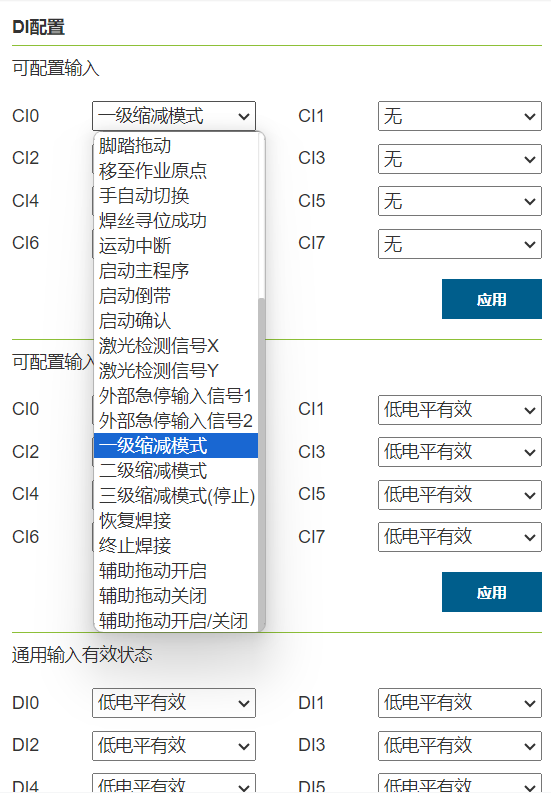 DI配置
可配置输入
CI0 一级缩减模式 CI1 无
脚踏拖动
移至作业原点
手自动切换
焊丝寻位成功
运动中断
启动主程序
启动倒带
启动确认
激光检测信号X
激光检测信号Y
外部急停输入信号1
外部急停输入信号2
一级缩减模式
二级缩减模式
三级缩减模式(停止)
恢复焊接
终止焊接
辅助拖动开启
辅助拖动关闭
辅助拖动开启/关闭
CI2 CI3 无
CI4 CI5 无
CI6 CI7 无
应用
可配置输入
CI0 CI1 低电平有效
CI2 CI3 低电平有效
CI4 CI5 低电平有效
CI6 CI7 低电平有效
应用
通用输入有效状态
DI0 低电平有效 DI1 低电平有效
DI2 低电平有效 DI3 低电平有效
DI4 低电平有效 DI5 低电平有效